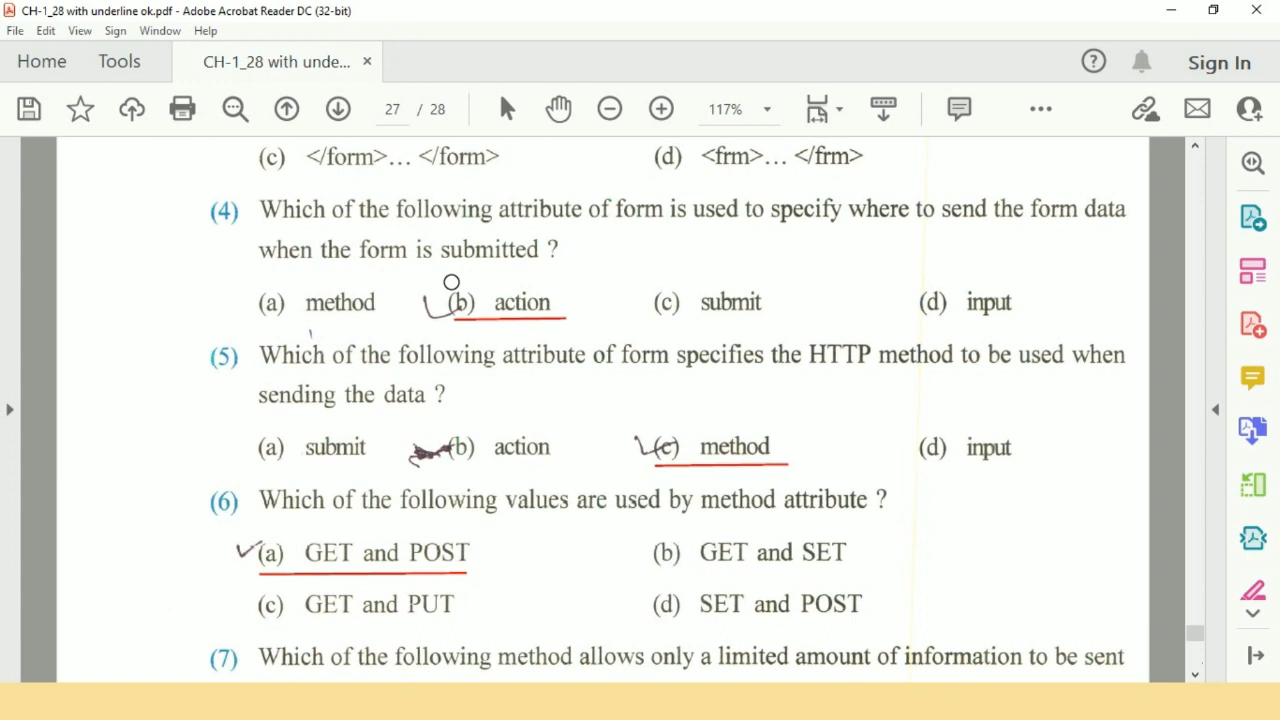 CH-1_28 with underline ok.pdf - Adobe Acrobat Reader DC (32-bit)
File Edit View Sign Window Help
Home Tools CH-1_28 with unde... × ? Sign In
27 / 28 117%
(c) </form>... </form> (d) <frm>... </frm>
(4) Which of the following attribute of form is used to specify where to send the form data
when the form is submitted ?
(a) method (b) action (c) submit (d) input
(5) Which of the following attribute of form specifies the HTTP method to be used when
sending the data ?
(a) submit (b) action (c) method (d) input
(6) Which of the following values are used by method attribute ?
(a) GET and POST (b) GET and SET
(c) GET and PUT (d) SET and POST
(7) Which of the following method allows only a limited amount of information to be sent